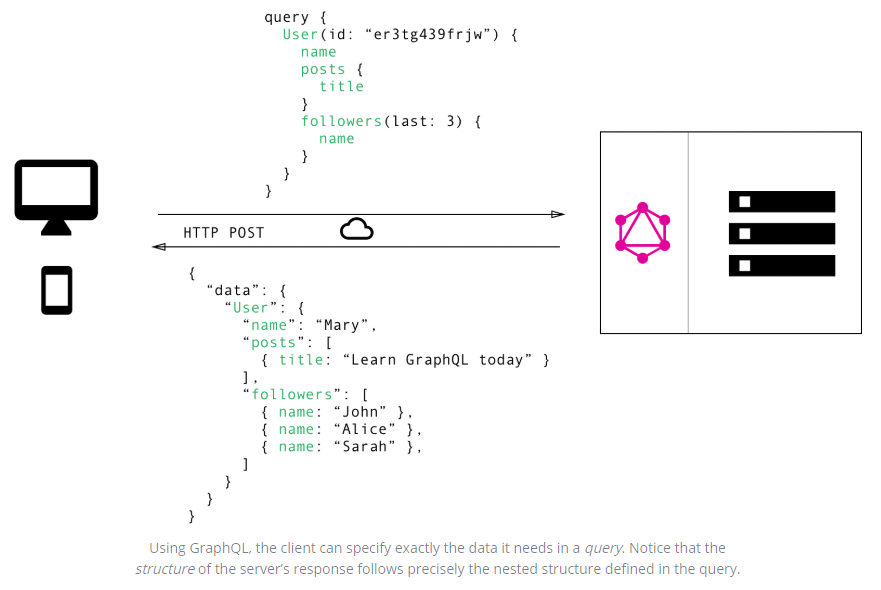 query {
User(id: “er3tg439frjw”) {
name
posts {
title
}
followers(last: 3) {
name
}
}
}
HTTP POST
{
“data”: {
“User”: {
“name”: “Mary”,
“posts”: [
{ title: “Learn GraphQL today” }
],
“followers”: [
{ name: “John” },
{ name: “Alice” },
{ name: “Sarah” },
]
}
}
}
Using GraphQL, the client can specify exactly the data it needs in a query. Notice that the
structure of the server’s response follows precisely the nested structure defined in the query.